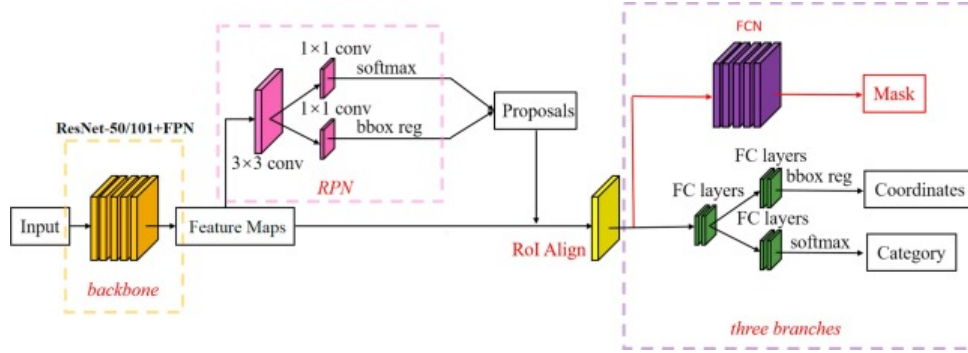 FCN
1×1 conv
softmax
Mask
1×1 conv
Proposals
bbox reg
ResNet-50/101+FPN
3×3 conv
FC layers
bbox reg
RPN
FC layers
Coordinates
FC layers
Input
Feature Maps
softmax
RoI Align
Category
backbone
three branches